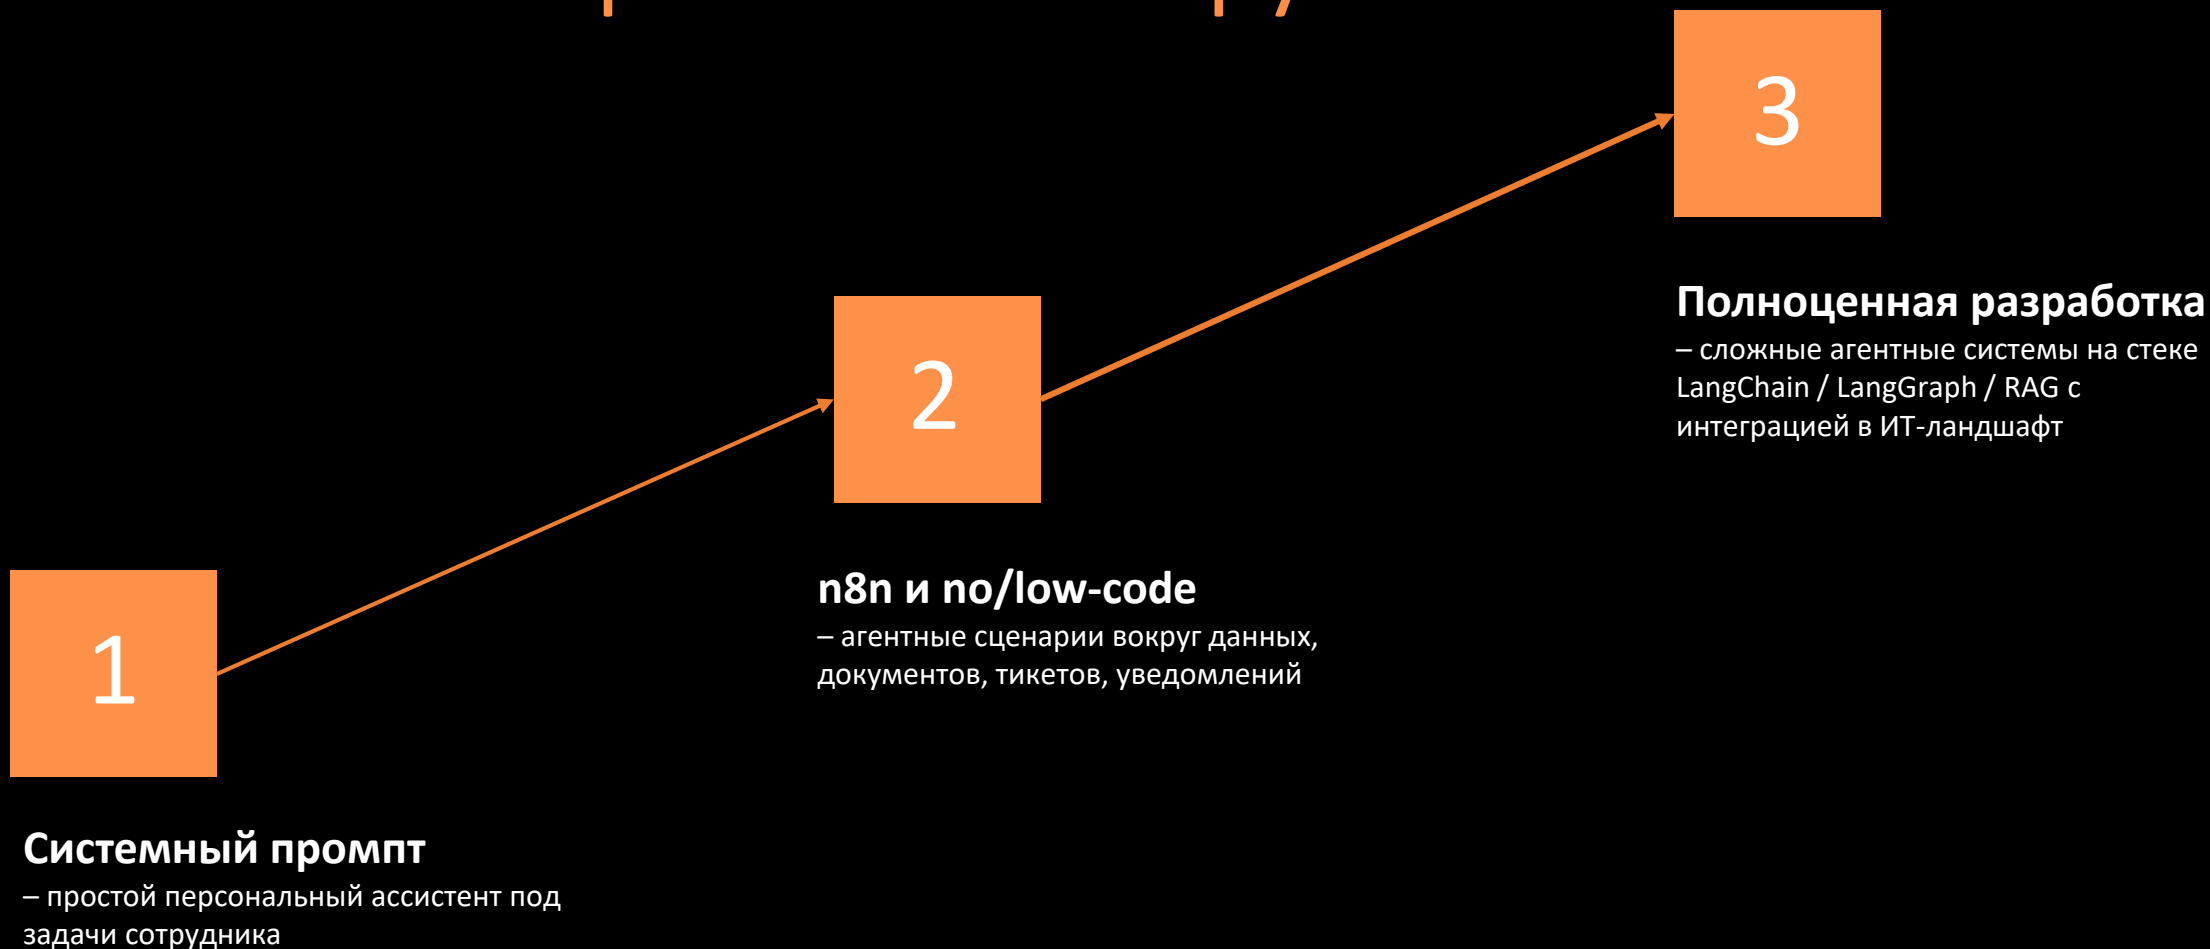 1
Системный промпт
– простой персональный ассистент под
задачи сотрудника
2
n8n и no/low-code
– агентные сценарии вокруг данных,
документов, тикетов, уведомлений
3
Полноценная разработка
– сложные агентные системы на стеке
LangChain / LangGraph / RAG с
интеграцией в ИТ-ландшафт